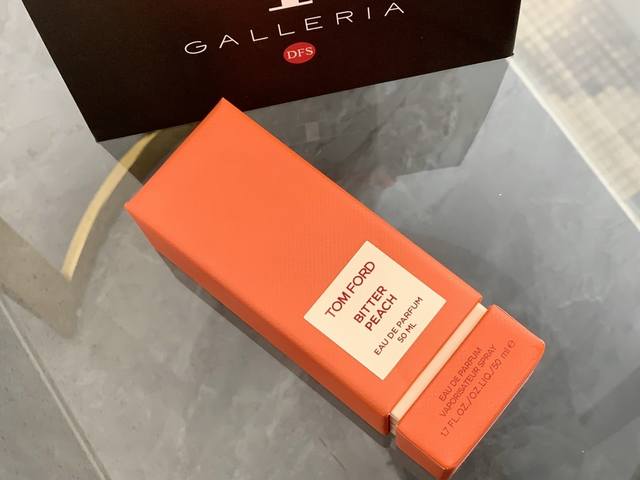 GALLERIA
DFS
TOM FORD
BITTER
PEACH
EAU DE PARFUM
50 ML
EAU DE PARFUM
VAPORISATEUR SPRAY
1.7 FL.OZ./OZ.LIQ./50 ml ℮